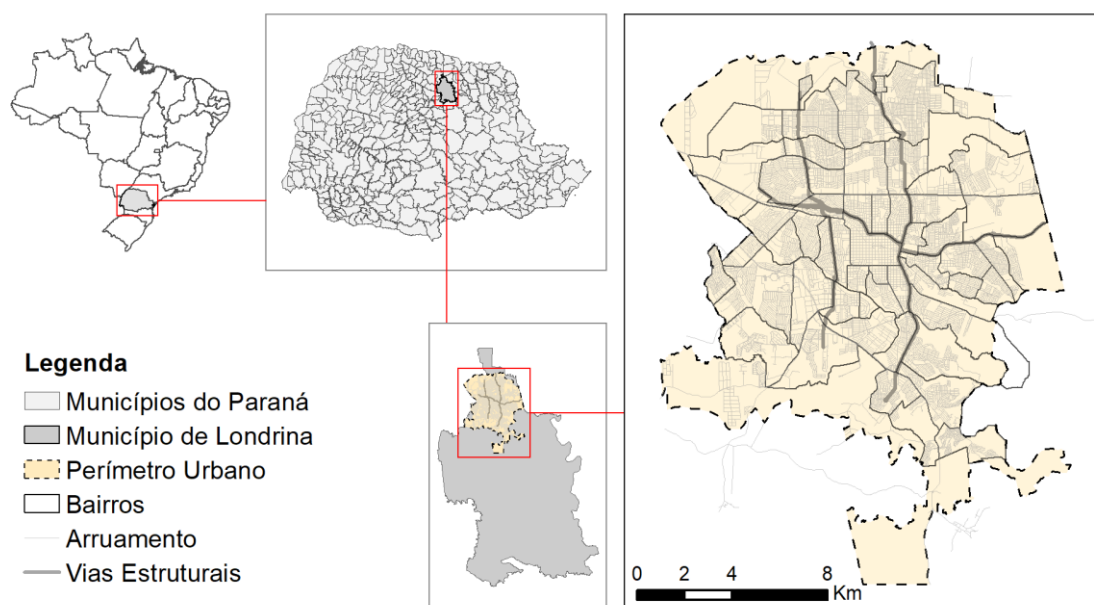 Legenda
Municípios do Paraná
Município de Londrina
Perímetro Urbano
Bairros
Arruamento
Vias Estruturais
0 2 4 8
Km